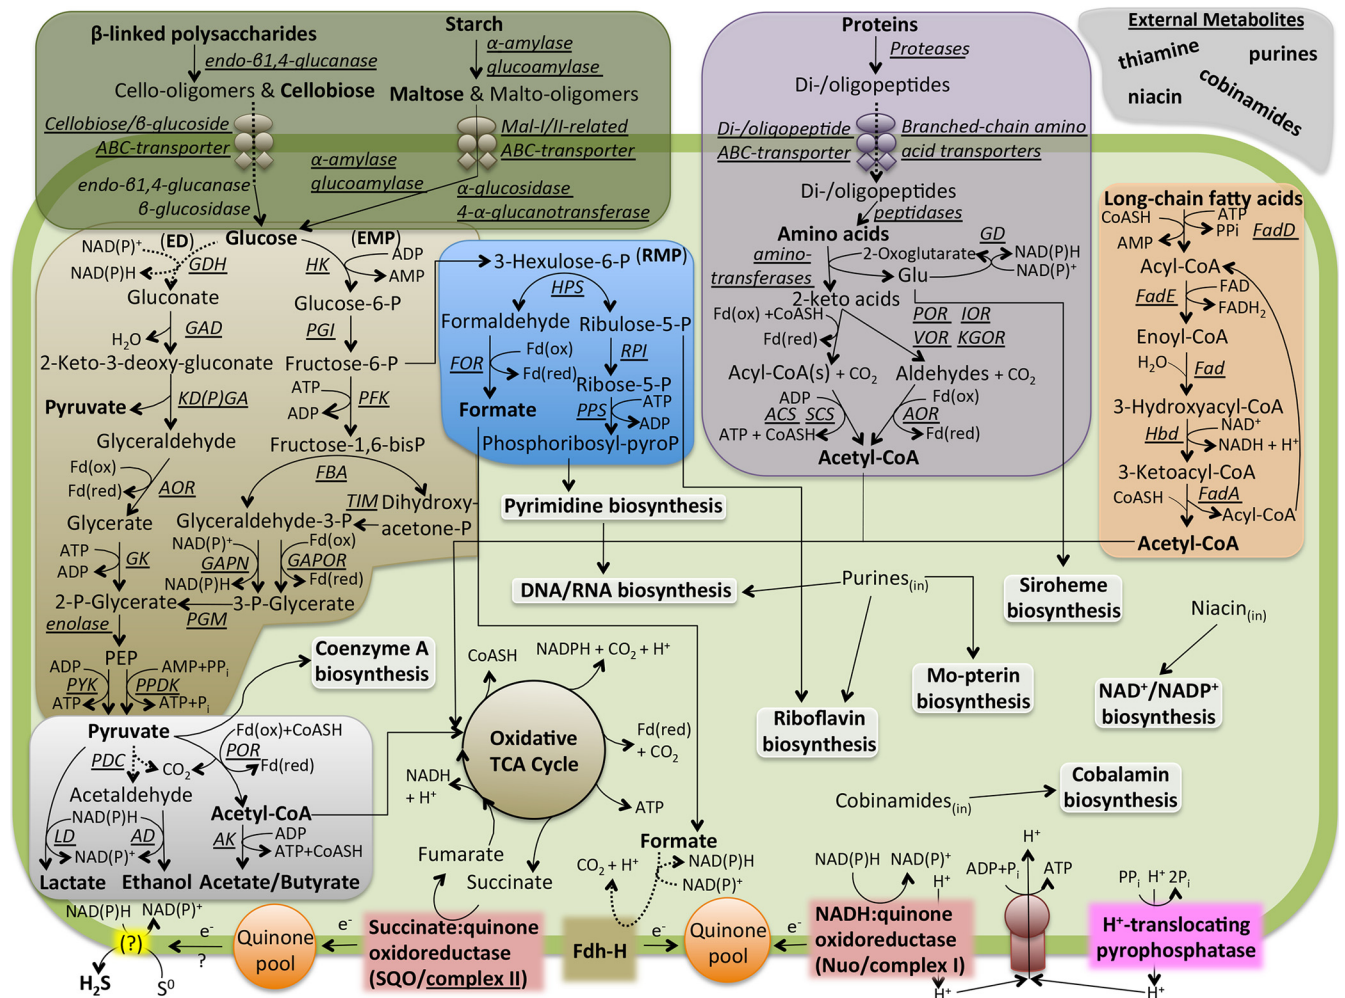 β-linked polysaccharides
endo-β1,4-glucanase
Cello-oligomers & Cellobiose
Cellobiose/β-glucoside
ABC-transporter
endo-β1,4-glucanase
β-glucosidase
Starch
α-amylase
glucoamylase
Maltose & Malto-oligomers
Mal-I/II-related
ABC-transporter
α-amylase
glucoamylase
α-glucosidase
4-α-glucanotransferase
Proteins
Proteases
Di-/oligopeptides
Di-/oligopeptide
ABC-transporter
Branched-chain amino
acid transporters
Di-/oligopeptides
peptidases
Amino acids
amino-
transferases
2-Oxoglutarate
Glu
GD
NAD(P)H
NAD(P)⁺
2-keto acids
Fd(ox) +CoASH
Fd(red)
POR IOR
VOR KGOR
Acyl-CoA(s) + CO₂
Aldehydes + CO₂
ADP
ACS SCS
ATP + CoASH
Fd(ox)
AOR
Fd(red)
Acetyl-CoA
External Metabolites
thiamine
purines
niacin
cobinamides
Long-chain fatty acids
CoASH
ATP
PPi
AMP
FadD
Acyl-CoA
FadE
FAD
FADH₂
Enoyl-CoA
H₂O
Fad
3-Hydroxyacyl-CoA
Hbd
NAD⁺
NADH + H⁺
3-Ketoacyl-CoA
CoASH
FadA
Acyl-CoA
Acetyl-CoA
Glucose
(ED)
(EMP)
NAD(P)⁺
NAD(P)H
GDH
HK
ADP
AMP
Gluconate
Glucose-6-P
H₂O
GAD
PGI
2-Keto-3-deoxy-gluconate
Fructose-6-P
Pyruvate
KD(P)GA
ATP
ADP
PFK
Glyceraldehyde
Fructose-1,6-bisP
Fd(ox)
Fd(red)
AOR
FBA
TIM
Dihydroxy-
acetone-P
Glycerate
Glyceraldehyde-3-P
ATP
ADP
GK
NAD(P)⁺
GAPN
NAD(P)H
Fd(ox)
GAPOR
Fd(red)
2-P-Glycerate
3-P-Glycerate
enolase
PGM
PEP
ADP
PYK
ATP
AMP+PPᵢ
PPDK
ATP+Pᵢ
3-Hexulose-6-P (RMP)
HPS
Formaldehyde
Ribulose-5-P
FOR
Fd(ox)
Fd(red)
RPI
Ribose-5-P
Formate
PPS
ATP
ADP
Phosphoribosyl-pyroP
Pyrimidine biosynthesis
DNA/RNA biosynthesis
Purines(in)
Siroheme
biosynthesis
Niacin(in)
Mo-pterin
biosynthesis
NAD⁺/NADP⁺
biosynthesis
Riboflavin
biosynthesis
Coenzyme A
biosynthesis
Cobalamin
biosynthesis
Cobinamides(in)
Pyruvate
Fd(ox)+CoASH
POR
Fd(red)
PDC
CO₂
Acetaldehyde
Acetyl-CoA
NAD(P)H
LD
AD
NAD(P)⁺
AK
ADP
ATP+CoASH
Lactate
Ethanol
Acetate/Butyrate
CoASH
NADPH + CO₂ + H⁺
Oxidative
TCA Cycle
Fd(red)
+ CO₂
NADH
+ H⁺
ATP
Fumarate
Succinate
Formate
CO₂ + H⁺
NAD(P)H
NAD(P)⁺
NAD(P)H
NAD(P)⁺
H⁺
H⁺
ADP+Pᵢ
ATP
PPᵢ
H⁺
2Pᵢ
NAD(P)H
NAD(P)⁺
(?)
H₂S
S⁰
e⁻
?
Quinone
pool
e⁻
Succinate:quinone
oxidoreductase
(SQO/complex II)
Fdh-H
e⁻
Quinone
pool
e⁻
NADH:quinone
oxidoreductase
(Nuo/complex I)
H⁺
H⁺-translocating
pyrophosphatase
H⁺